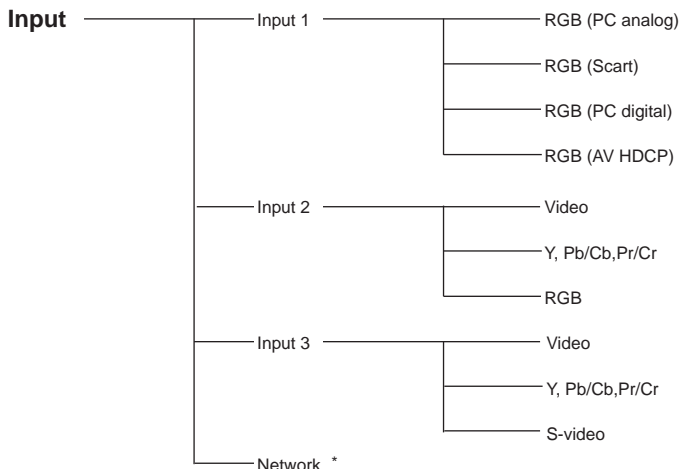 Input
Input 1
RGB (PC analog)
RGB (Scart)
RGB (PC digital)
RGB (AV HDCP)
Input 2
Video
Y, Pb/Cb,Pr/Cr
RGB
Input 3
Video
Y, Pb/Cb,Pr/Cr
S-video
Network *